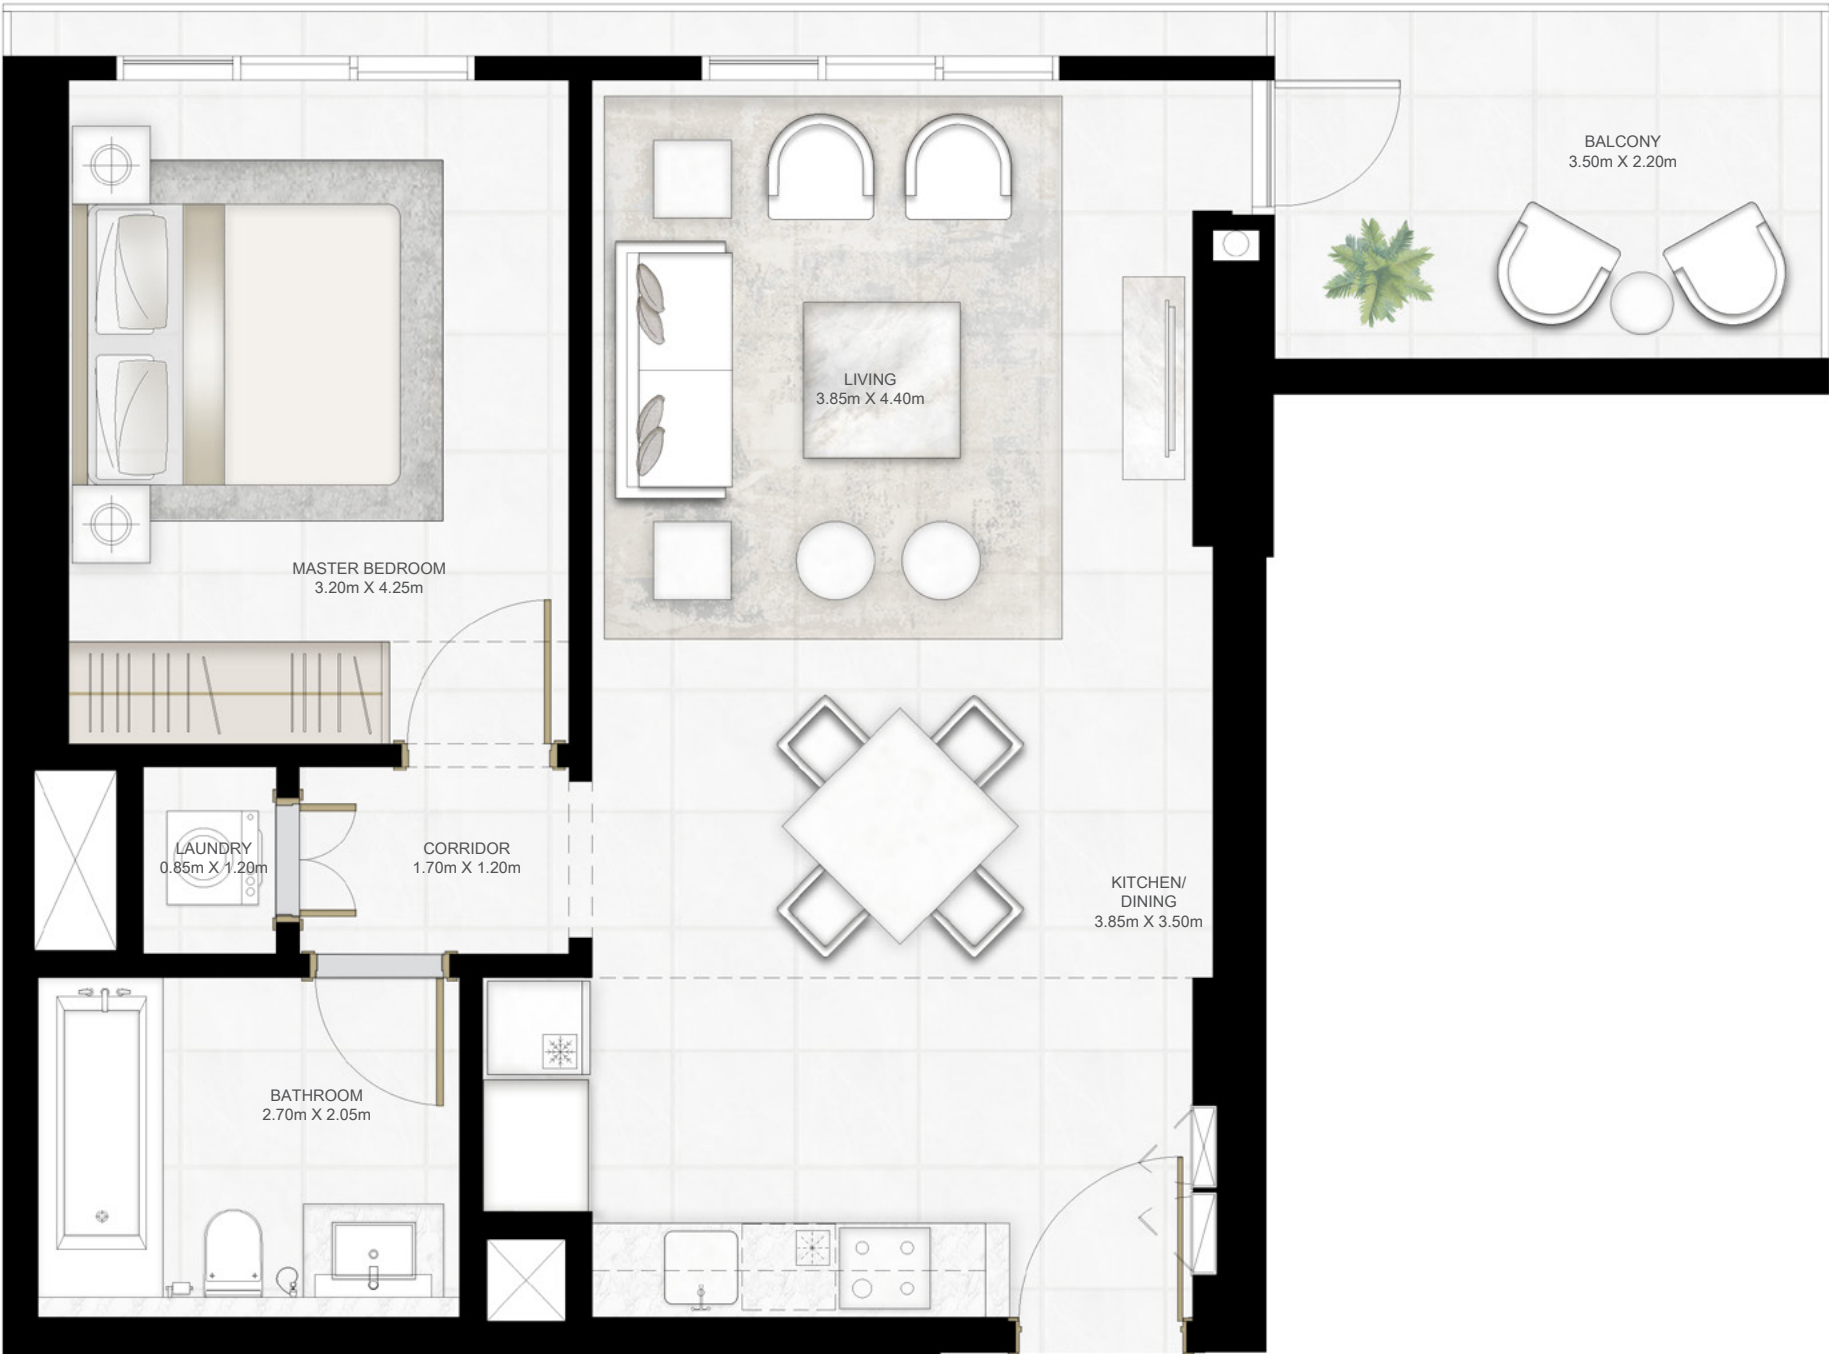 BALCONY
3.50m X 2.20m
LIVING
3.85m X 4.40m
MASTER BEDROOM
3.20m X 4.25m
LAUNDRY
0.85m X 1.20m
CORRIDOR
1.70m X 1.20m
KITCHEN/
DINING
3.85m X 3.50m
BATHROOM
2.70m X 2.05m